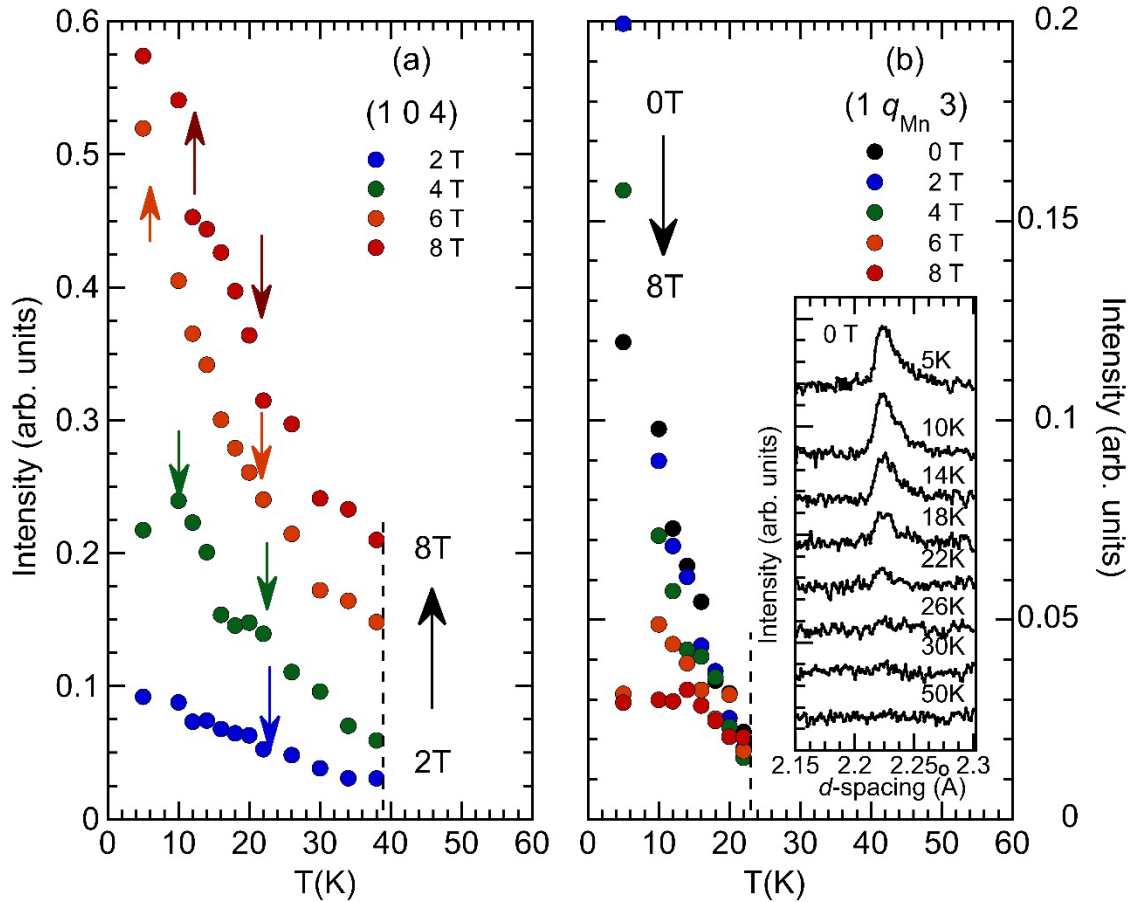 (a)
(1 0 4)
2 T
4 T
6 T
8 T
8T
2T
0.6
0.5
0.4
0.3
0.2
0.1
0
Intensity (arb. units)
0 10 20 30 40 50 60
T(K)
(b)
(1 qMn 3)
0T
8T
0 T
2 T
4 T
6 T
8 T
0 T
5K
10K
14K
18K
22K
26K
30K
50K
Intensity (arb. units)
2.15 2.2 2.25 2.3
d-spacing (Å)
0.2
0.15
0.1
0.05
0
Intensity (arb. units)
0 10 20 30 40 50 60
T(K)